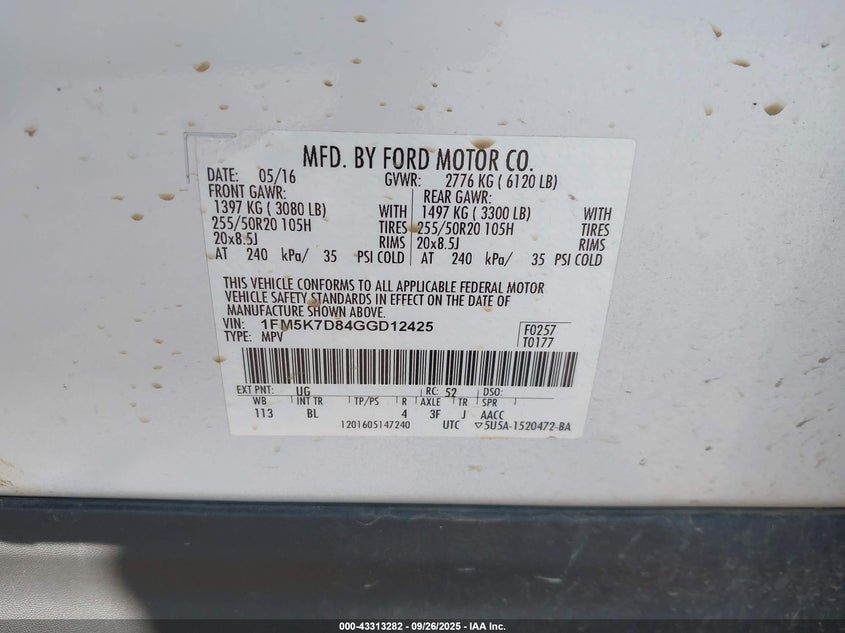 MFD. BY FORD MOTOR CO.
DATE: 05/16 GVWR: 2776 KG ( 6120 LB)
FRONT GAWR: REAR GAWR:
1397 KG ( 3080 LB) WITH 1497 KG ( 3300 LB) WITH
255/50R20 105H TIRES 255/50R20 105H TIRES
20x8.5J RIMS 20x8.5J RIMS
AT 240 kPa/ 35 PSI COLD AT 240 kPa/ 35 PSI COLD
THIS VEHICLE CONFORMS TO ALL APPLICABLE FEDERAL MOTOR
VEHICLE SAFETY STANDARDS IN EFFECT ON THE DATE OF
MANUFACTURE SHOWN ABOVE.
VIN: 1FM5K7D84GGD12425 F0257
TYPE: MPV T0177
EXT PNT: UG RC: 52 DSO:
WB INT TR TP/PS R AXLE TR SPR
113 BL 4 3F J AACC
1201605147240 UTC ▽5U5A-1520472-BA
000-43313282 - 09/26/2025 - IAA Inc.